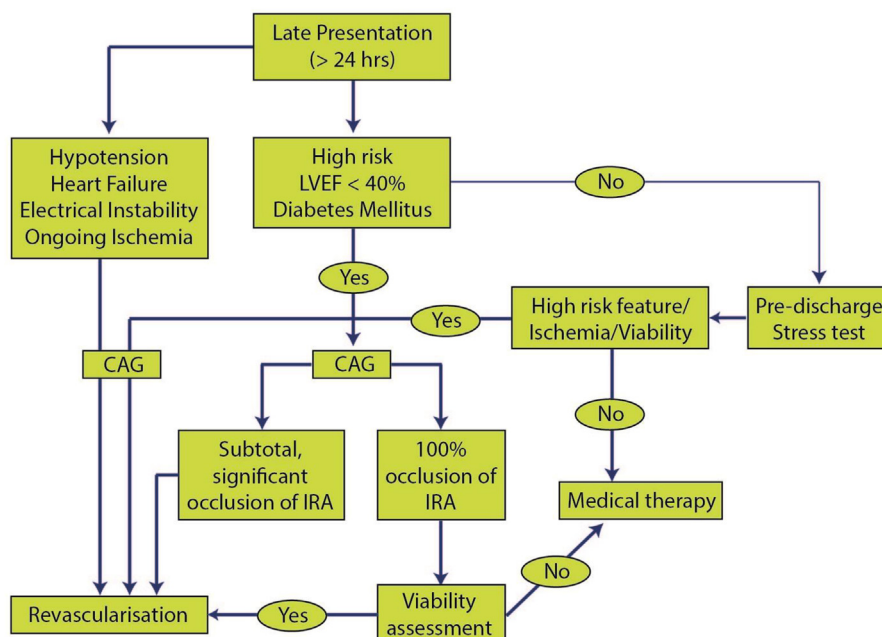 Late Presentation
(> 24 hrs)
Hypotension
Heart Failure
Electrical Instability
Ongoing Ischemia
High risk
LVEF < 40%
Diabetes Mellitus
No
Yes
Yes
High risk feature/
Ischemia/Viability
Pre-discharge
Stress test
CAG
CAG
No
Subtotal,
significant
occlusion of IRA
100%
occlusion of
IRA
Medical therapy
No
Revascularisation
Yes
Viability
assessment